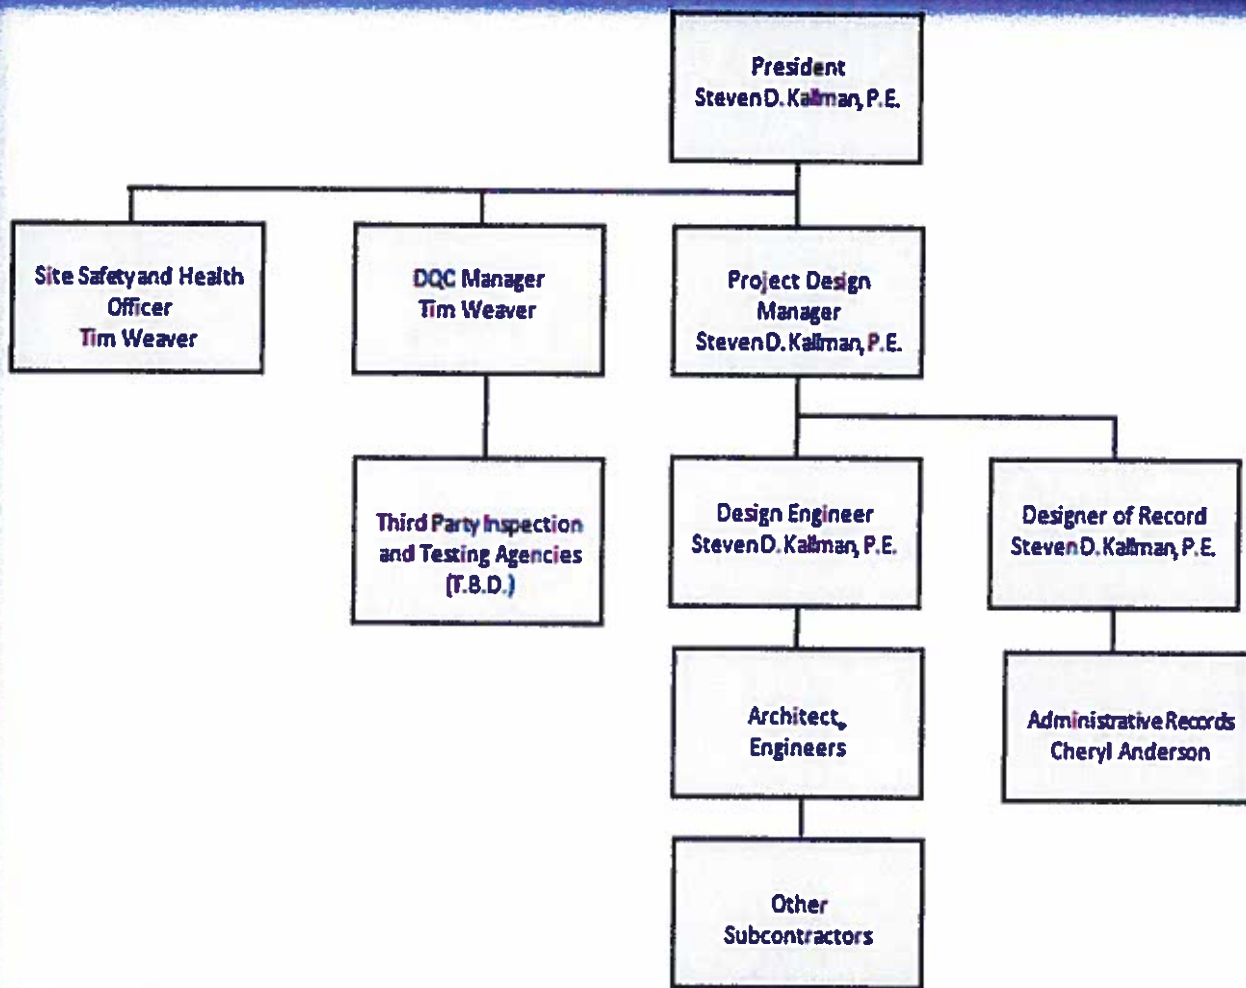 President
Steven D. Kallman, P.E.
Site Safety and Health
Officer
Tim Weaver
DQC Manager
Tim Weaver
Project Design
Manager
Steven D. Kallman, P.E.
Third Party Inspection
and Testing Agencies
(T.B.D.)
Design Engineer
Steven D. Kallman, P.E.
Designer of Record
Steven D. Kallman, P.E.
Architect,
Engineers
Administrative Records
Cheryl Anderson
Other
Subcontractors